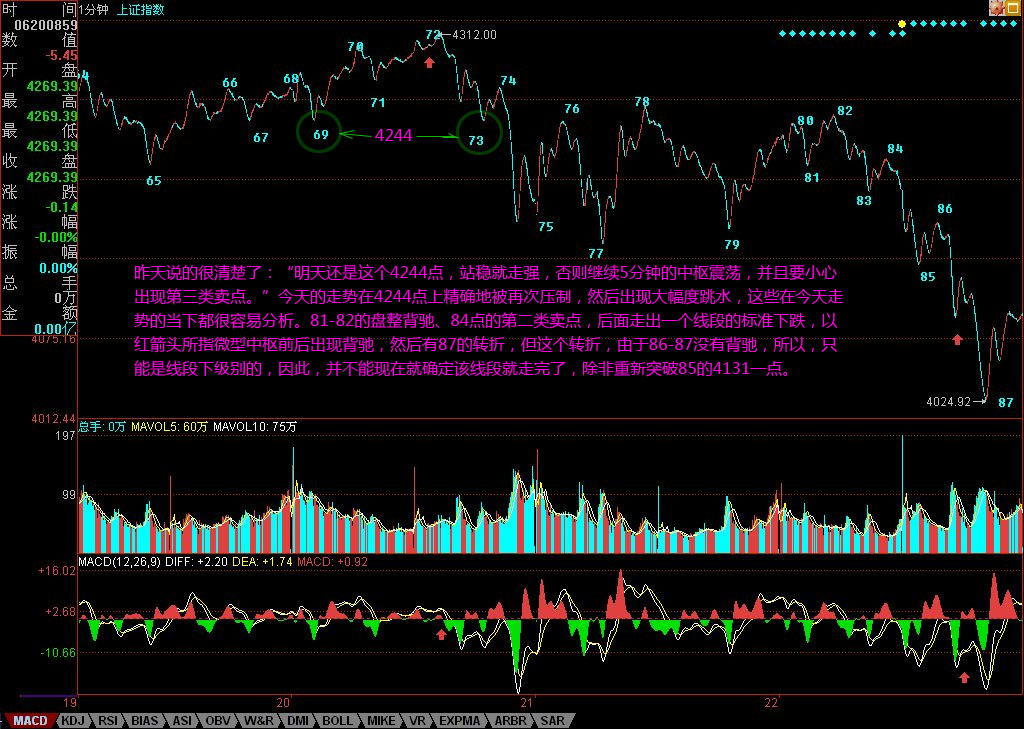 时 间 1分钟 上证指数
06200859
数 值
-5.45
开 盘
4269.39
最 高
4269.39
最 低
4269.39
收 盘
4269.39
涨 跌
-0.14
涨 幅
-0.00%
振 幅
0.00%
总 手
0万
金 额
0.00亿
4075.16
4012.44
4
65
66
67
68
69
70
71
72
4312.00
4244
73
74
75
76
77
78
79
80
81
82
83
84
85
86
87
4024.92
昨天说的很清楚了:“明天还是这个4244点,站稳就走强,否则继续5分钟的中枢震荡,并且要小心
出现第三类卖点。”今天的走势在4244点上精确地被再次压制,然后出现大幅度跳水,这些在今天走
势的当下都很容易分析。81-82的盘整背驰、84点的第二类卖点,后面走出一个线段的标准下跌,以
红箭头所指微型中枢前后出现背驰,然后有87的转折,但这个转折,由于86-87没有背驰,所以,只
能是线段下级别的,因此,并不能现在就确定该线段就走完了,除非重新突破85的4131一点。
总手: 0万 MAVOL5: 60万 MAVOL10: 75万
197
99
MACD(12,26,9) DIFF: +2.20 DEA: +1.74 MACD: +0.92
+16.02
+2.68
-10.66
19 20 21 22
MACD KDJ RSI BIAS ASI OBV W&R DMI BOLL MIKE VR EXPMA ARBR SAR